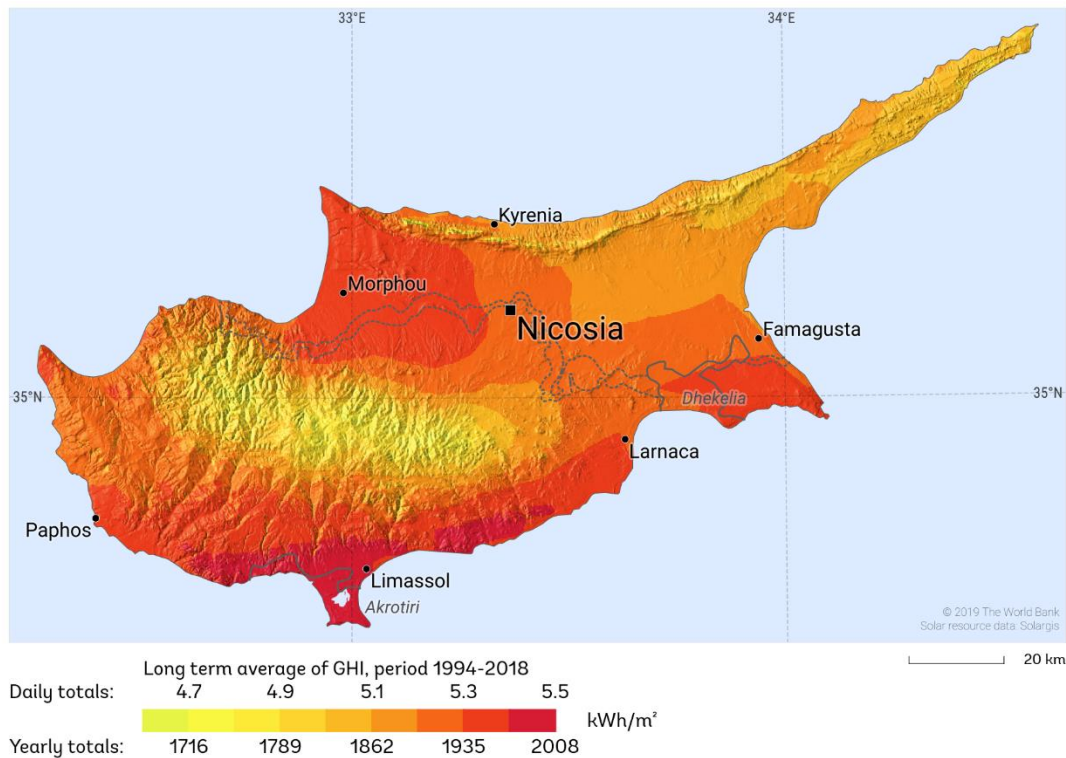 33°E 34°E
Kyrenia
Morphou
Nicosia
Famagusta
35°N Dhekelia 35°N
Larnaca
Paphos
Limassol
Akrotiri
© 2019 The World Bank
Solar resource data: Solargis
20 km
Long term average of GHI, period 1994-2018
Daily totals: 4.7 4.9 5.1 5.3 5.5
kWh/m²
Yearly totals: 1716 1789 1862 1935 2008